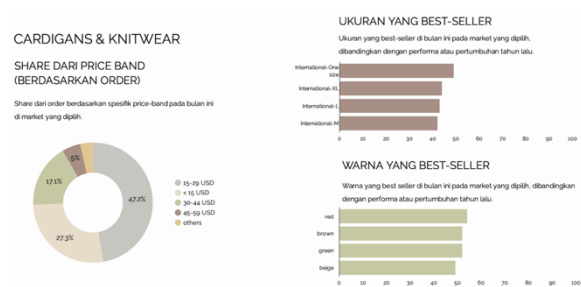 CARDIGANS & KNITWEAR
SHARE DARI PRICE BAND
(BERDASARKAN ORDER)
Share dari order berdasarkan spesifik price-band pada bulan ini
di market yang diplih.
5%
17.1%
47.2%
27.3%
15-29 USD
< 15 USD
30-44 USD
45-59 USD
others
UKURAN YANG BEST-SELLER
Ukuran yang best-seller di bulan ini pada market yang dipilih,
dibandingkan dengan performa atau pertumbuhan tahun lalu.
International-One
size
International-XL
International-L
International-M
0 10 20 30 40 50 60 70 80 90 100
WARNA YANG BEST-SELLER
Warna yang best seller di bulan ini pada market yang dipilih, dibandingkan
dengan performa atau pertumbuhan tahun lalu.
red
brown
green
beige
0 10 20 30 40 50 60 70 80 90 100